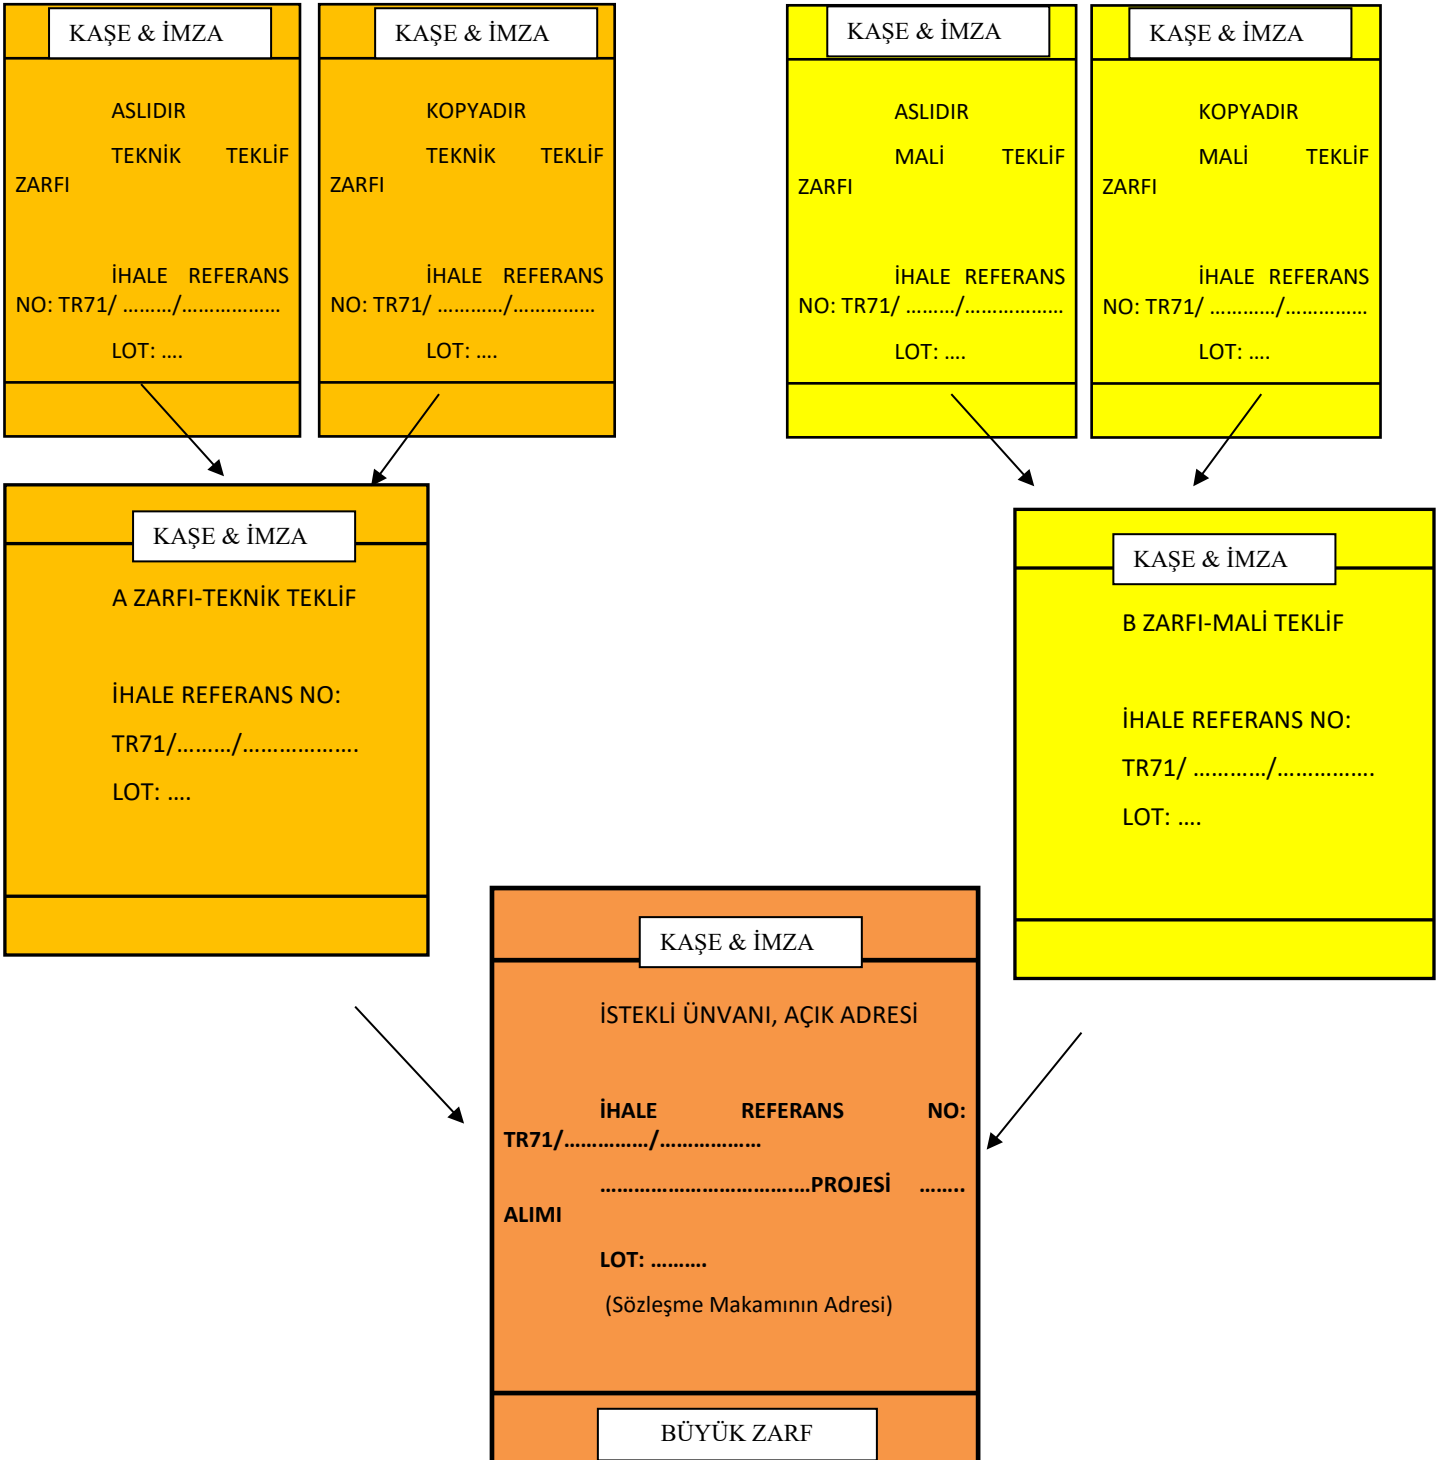 KAŞE & İMZA
ASLIDIR
TEKNİK TEKLİF
ZARFI
İHALE REFERANS
NO: TR71/ ………/………………
LOT: ….
KAŞE & İMZA
KOPYADIR
TEKNİK TEKLİF
ZARFI
İHALE REFERANS
NO: TR71/ …………/……………
LOT: ….
KAŞE & İMZA
ASLIDIR
MALİ TEKLİF
ZARFI
İHALE REFERANS
NO: TR71/ ………/………………
LOT: ….
KAŞE & İMZA
KOPYADIR
MALİ TEKLİF
ZARFI
İHALE REFERANS
NO: TR71/ …………/……………
LOT: ….
KAŞE & İMZA
A ZARFI-TEKNİK TEKLİF
İHALE REFERANS NO:
TR71/………/……………….
LOT: ….
KAŞE & İMZA
B ZARFI-MALİ TEKLİF
İHALE REFERANS NO:
TR71/ …………/…………….
LOT: ….
KAŞE & İMZA
İSTEKLİ ÜNVANI, AÇIK ADRESİ
İHALE REFERANS NO:
TR71/……………/………………
……………………………..…PROJESİ ……..
ALIMI
LOT: ……….
(Sözleşme Makamının Adresi)
BÜYÜK ZARF